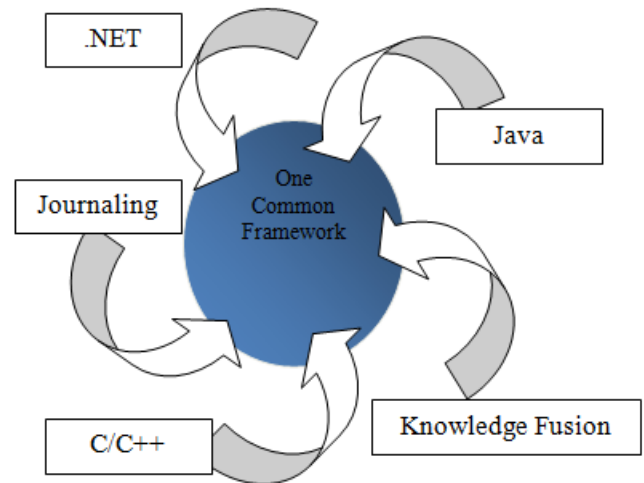 .NET
Java
One
Common
Framework
Journaling
Knowledge Fusion
C/C++